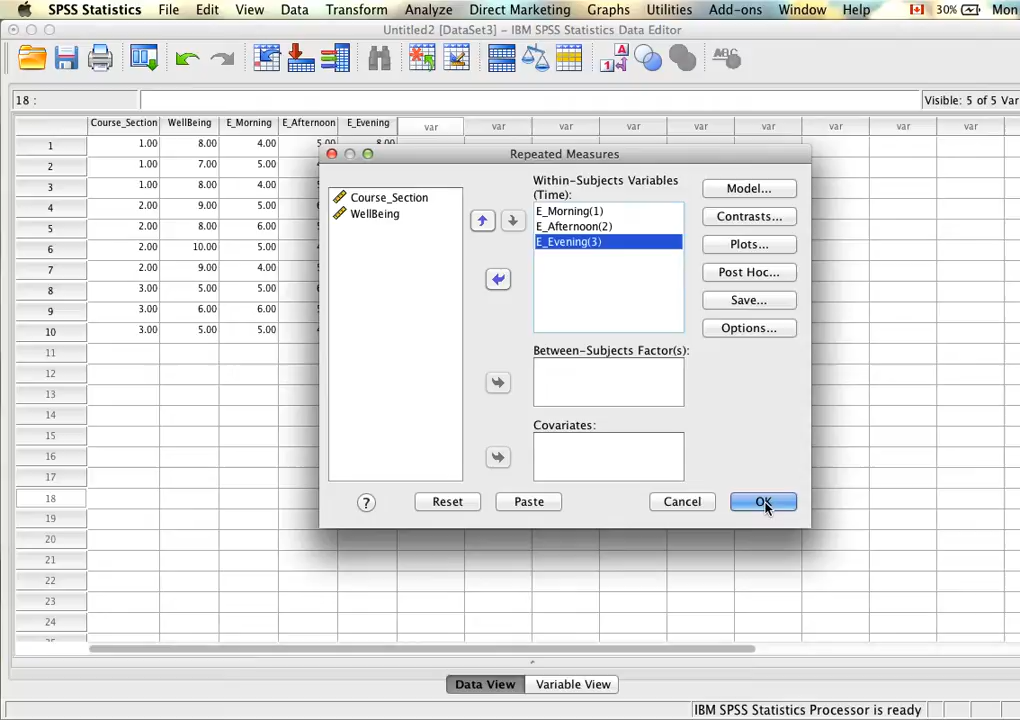 SPSS Statistics File Edit View Data Transform Analyze Direct Marketing Graphs Utilities Add-ons Window Help 30% Mon
Untitled2 [DataSet3] – IBM SPSS Statistics Data Editor
18 : Visible: 5 of 5 Var
Course_Section WellBeing E_Morning E_Afternoon E_Evening var var var var var var var var var
1 1.00 8.00 4.00 5.00 8.00
2 1.00 7.00 5.00
3 1.00 8.00 4.00
4 2.00 9.00 5.00
5 2.00 8.00 6.00
6 2.00 10.00 5.00
7 2.00 9.00 4.00
8 3.00 5.00 5.00
9 3.00 6.00 6.00
10 3.00 5.00 5.00
11
12
13
14
15
16
17
18
19
20
21
22
23
24
Repeated Measures
Course_Section
WellBeing
Within-Subjects Variables
(Time):
E_Morning(1)
E_Afternoon(2)
E_Evening(3)
Between-Subjects Factor(s):
Covariates:
Model...
Contrasts...
Plots...
Post Hoc...
Save...
Options...
? Reset Paste Cancel OK
Data View Variable View
IBM SPSS Statistics Processor is ready